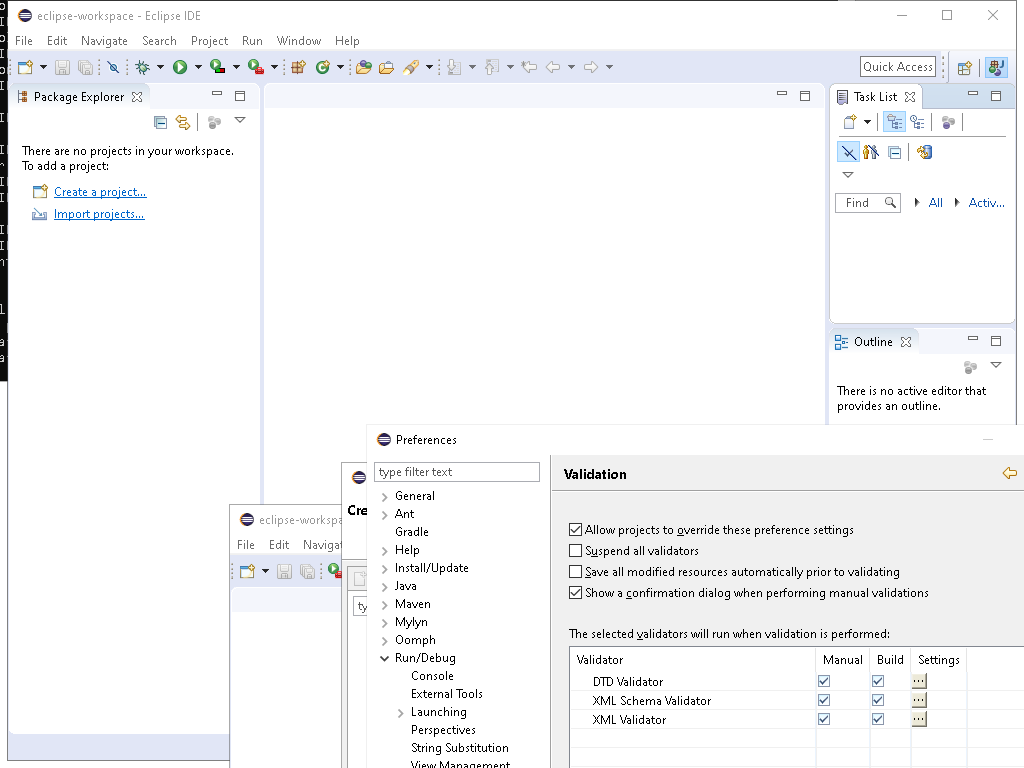 eclipse-workspace - Eclipse IDE
File Edit Navigate Search Project Run Window Help
Quick Access
Package Explorer
There are no projects in your workspace.
To add a project:
Create a project...
Import projects...
Task List
Find All Activ...
Outline
There is no active editor that
provides an outline.
eclipse-workspa
File Edit Naviga
Cre
ty
Preferences
type filter text
General
Ant
Gradle
Help
Install/Update
Java
Maven
Mylyn
Oomph
Run/Debug
Console
External Tools
Launching
Perspectives
String Substitution
View Management
Validation
Allow projects to override these preference settings
Suspend all validators
Save all modified resources automatically prior to validating
Show a confirmation dialog when performing manual validations
The selected validators will run when validation is performed:
Validator Manual Build Settings
DTD Validator ...
XML Schema Validator ...
XML Validator ...